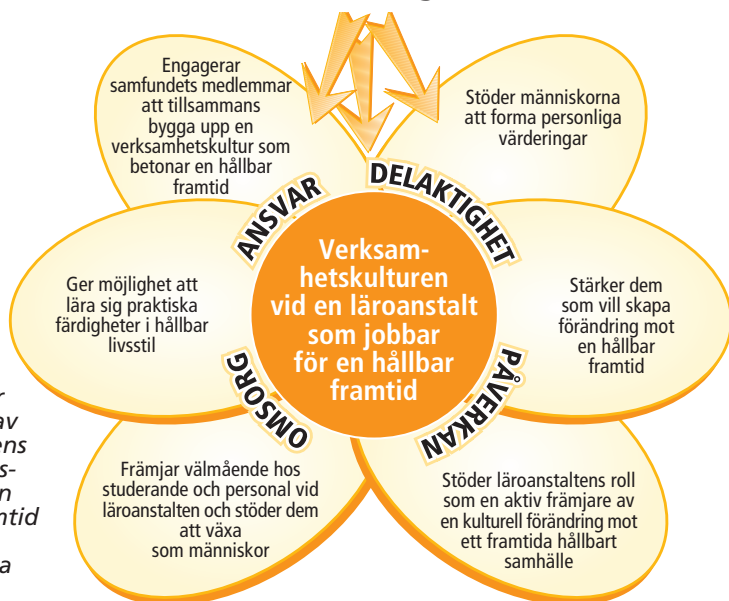 Engagerar
samfundets medlemmar
att tillsammans
bygga upp en
verksamhetskultur som
betonar en hållbar
framtid
Stöder människorna
att forma personliga
värderingar
ANSVAR
DELAKTIGHET
Ger möjlighet att
lära sig praktiska
färdigheter i hållbar
livsstil
Verksam-
hetskulturen
vid en läroanstalt
som jobbar
för en hållbar
framtid
Stärker dem
som vill skapa
förändring mot
en hållbar
framtid
OMSORG
PÅVERKAN
Främjar välmående hos
studerande och personal vid
läroanstalten och stöder dem
att växa
som människor
Stöder läroanstaltens roll
som en aktiv främjare av
en kulturell förändring mot
ett framtida hållbart
samhälle